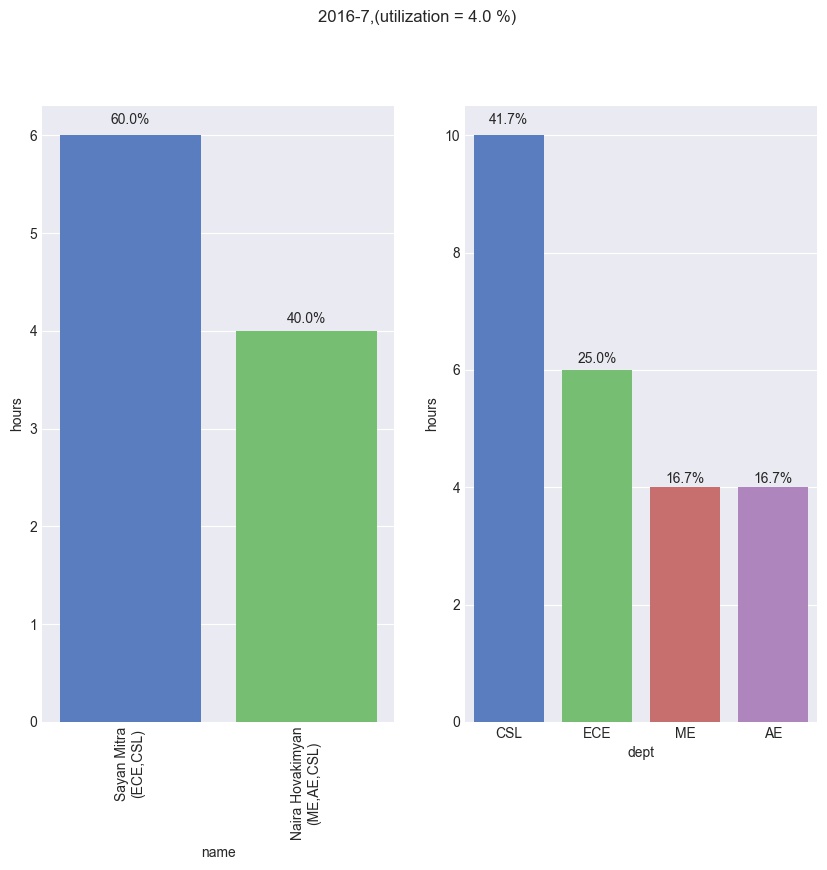 2016-7,(utilization = 4.0 %)
60.0%
40.0%
6
5
4
3
2
1
0
hours
Sayan Mitra
(ECE,CSL)
Naira Hovakimyan
(ME,AE,CSL)
name
41.7%
25.0%
16.7%
16.7%
10
8
6
4
2
0
hours
CSL
ECE
ME
AE
dept